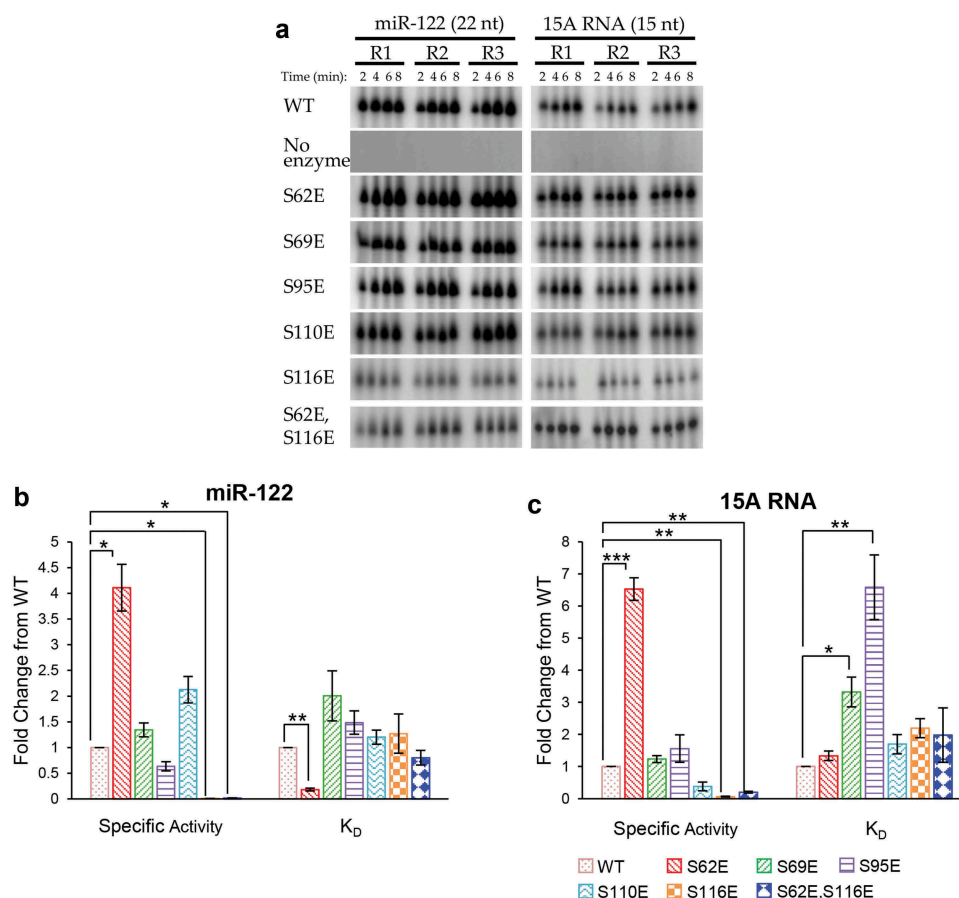 a
miR-122 (22 nt) 15A RNA (15 nt)
R1 R2 R3 R1 R2 R3
Time (min): 2 4 6 8 2 4 6 8 2 4 6 8 2 4 6 8 2 4 6 8 2 4 6 8
WT
No
enzyme
S62E
S69E
S95E
S110E
S116E
S62E,
S116E
b
miR-122
Fold Change from WT
5
4.5
4
3.5
3
2.5
2
1.5
1
0.5
0
*
*
*
**
Specific Activity KD
c
15A RNA
Fold Change from WT
8
7
6
5
4
3
2
1
0
**
**
***
**
*
Specific Activity KD
WT S62E S69E S95E
S110E S116E S62E.S116E